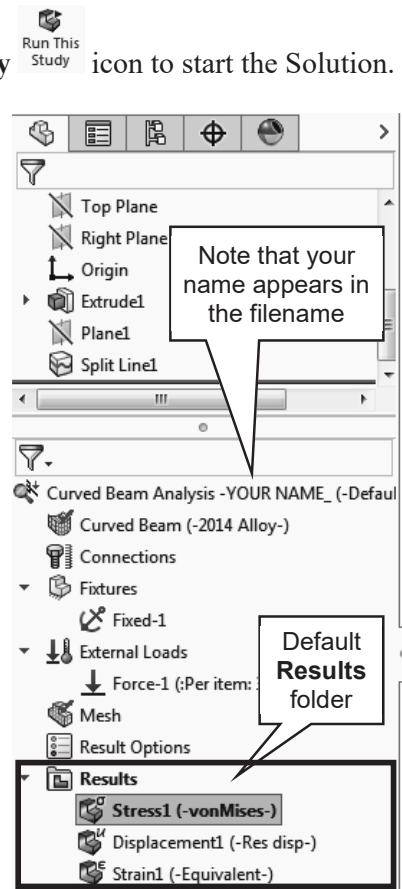 Run This
Study
y icon to start the Solution.
Top Plane
Right Plane
Origin
Extrude1
Plane1
Split Line1
Note that your
name appears in
the filename
Curved Beam Analysis -YOUR NAME_ (-Defaul
Curved Beam (-2014 Alloy-)
Connections
Fixtures
Fixed-1
External Loads
Force-1 (:Per item:
Mesh
Result Options
Default
Results
folder
Results
Stress1 (-vonMises-)
Displacement1 (-Res disp-)
Strain1 (-Equivalent-)